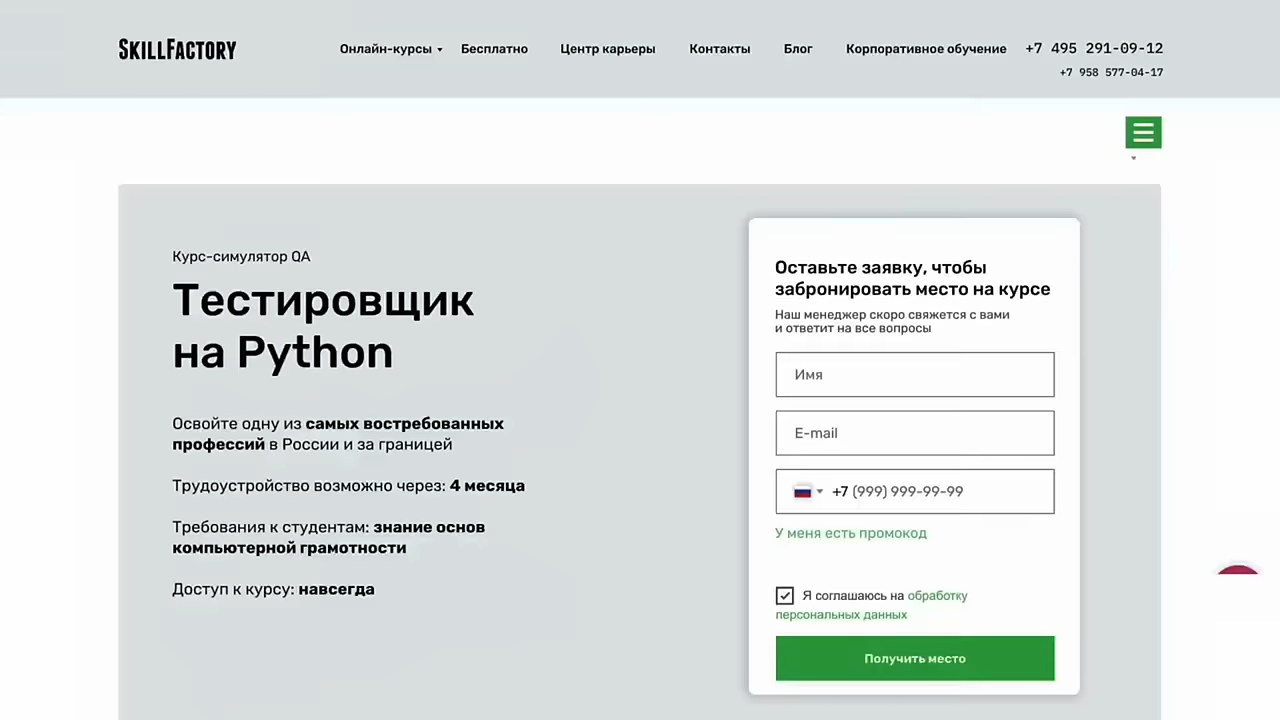 SKILLFACTORY
Онлайн-курсы
Бесплатно
Центр карьеры
Контакты
Блог
Корпоративное обучение
+7 495 291-09-12
+7 958 577-04-17
Курс-симулятор QA
Тестировщик
на Python
Освойте одну из самых востребованных
профессий в России и за границей
Трудоустройство возможно через: 4 месяца
Требования к студентам: знание основ
компьютерной грамотности
Доступ к курсу: навсегда
Оставьте заявку, чтобы
забронировать место на курсе
Наш менеджер скоро свяжется с вами
и ответит на все вопросы
Имя
E-mail
+7 (999) 999-99-99
У меня есть промокод
Я соглашаюсь на обработку
персональных данных
Получить место